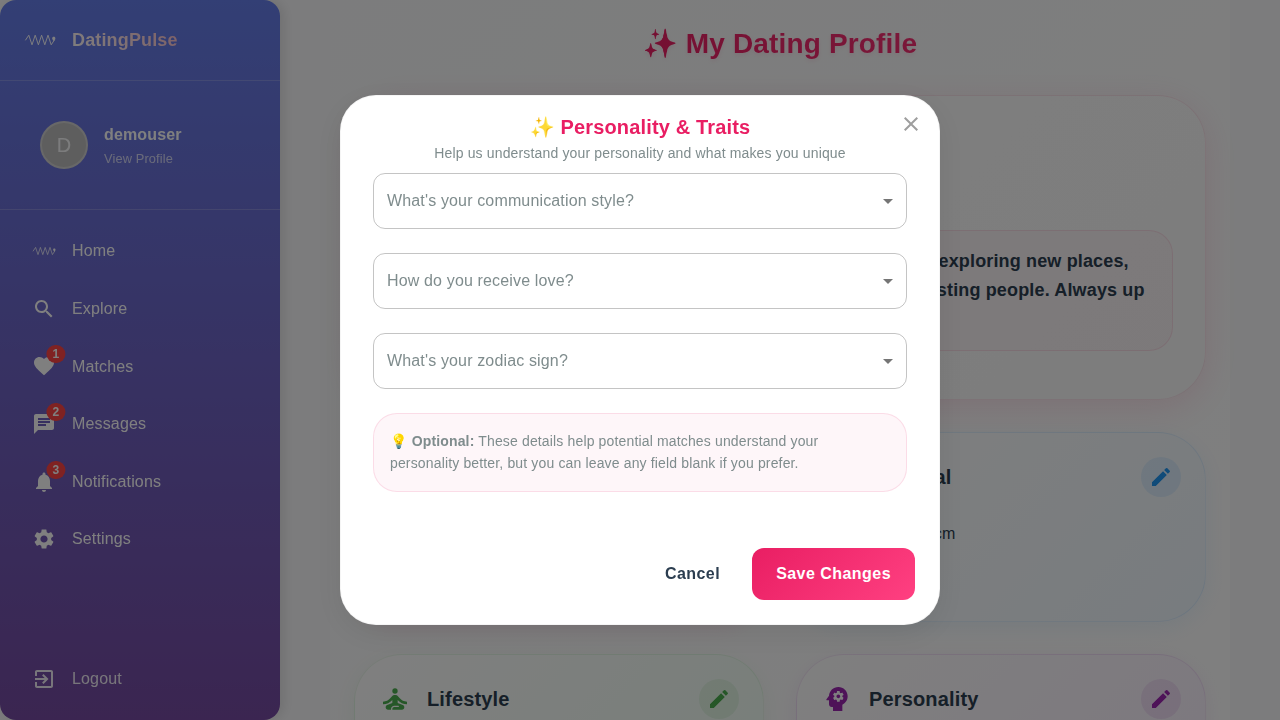 DatingPulse
D
demouser
View Profile
Home
Explore
1
Matches
2
Messages
3
Notifications
Settings
Logout
✨ My Dating Profile
exploring new places,
sting people. Always up
al
cm
Lifestyle
Personality
✨ Personality & Traits
Help us understand your personality and what makes you unique
What's your communication style?
How do you receive love?
What's your zodiac sign?
💡 Optional: These details help potential matches understand your
personality better, but you can leave any field blank if you prefer.
Cancel
Save Changes